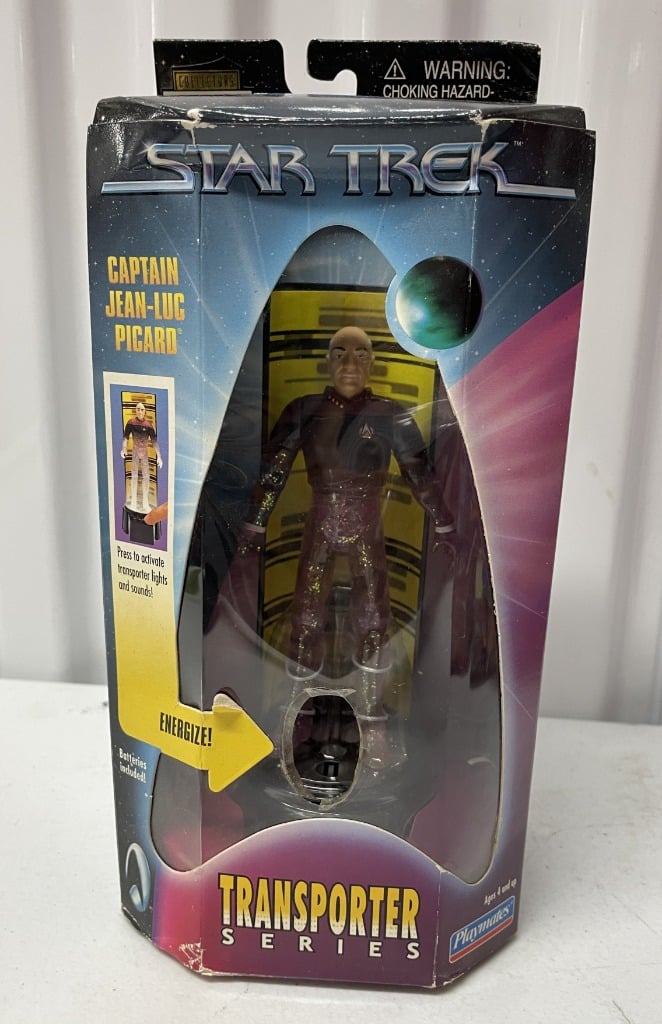 COLLECTORS
WARNING:
CHOKING HAZARD-
STAR TREK™
CAPTAIN
JEAN-LUC
PICARD
Press to activate
transporter lights
and sounds!
ENERGIZE!
Batteries
included!
TRANSPORTER
SERIES
Ages 4 and up
Playmates